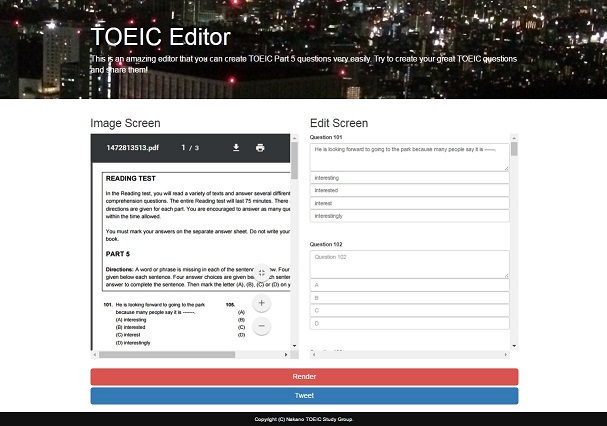 TOEIC Editor
This is an amazing editor that you can create TOEIC Part 5 questions very easily. Try to create your great TOEIC questions
and share them!
Image Screen
1472813513.pdf 1 / 3
READING TEST
In the Reading test, you will read a variety of texts and answer several different
comprehension questions. The entire Reading test will last 75 minutes. There
directions are given for each part. You are encouraged to answer as many que
within the time allowed.
You must mark your answers on the separate answer sheet. Do not write your
book.
PART 5
Directions: A word or phrase is missing in each of the senten ow. Four
given below each sentence. Four answer choices are given be ch senter
answer to complete the sentence. Then mark the letter (A), (B), (C) or (D) on y
101. He is looking forward to going to the park
because many people say it is -------.
(A) interesting
(B) interested
(C) interest
(D) interestingly
106.
(A)
(B)
(C)
(D)
Edit Screen
Question 101
He is looking forward to going to the park because many people say it is -------.
interesting
interested
interest
interestingly
Question 102
Question 102
A
B
C
D
Render
Tweet
Copyright (C) Nakano TOEIC Study Group.